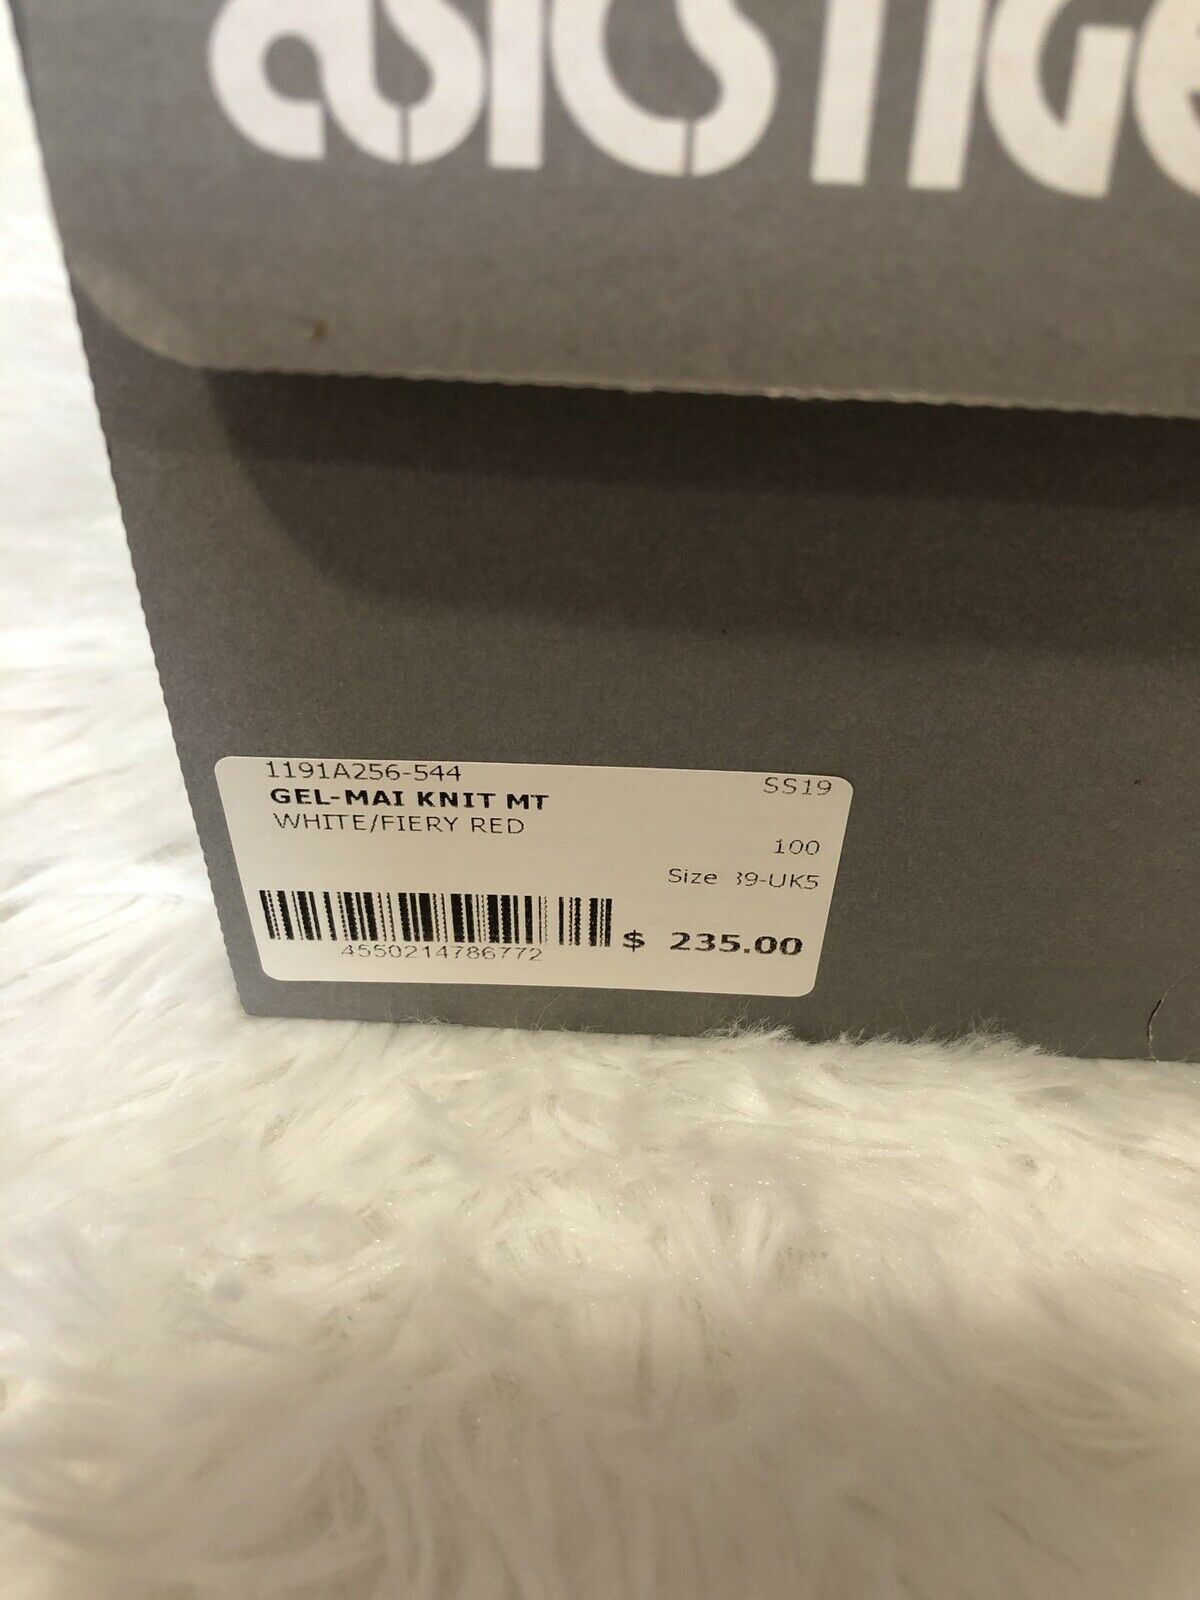 asics TIGE
1191A256-544
SS19
GEL-MAI KNIT MT
WHITE/FIERY RED
100
Size 39-UK5
4550214786772
$ 235.00